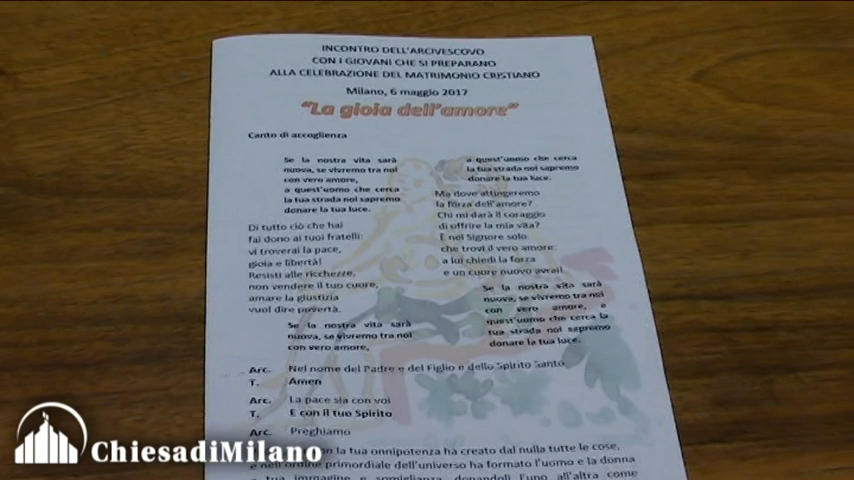 INCONTRO DELL'ARCIVESCOVO
CON I GIOVANI CHE SI PREPARANO
ALLA CELEBRAZIONE DEL MATRIMONIO CRISTIANO
Milano, 6 maggio 2017
"La gioia dell'amore"
Canto di accoglienza
Se la nostra vita sarà
nuova, se vivremo tra noi
con vero amore,
a quest'uomo che cerca
la tua strada noi sapremo
donare la tua luce.
Di tutto ciò che hai
fai dono ai tuoi fratelli:
vi troverai la pace,
gioia e libertà!
Resisti alle ricchezze,
non vendere il tuo cuore,
amare la giustizia
vuol dire povertà.
Se la nostra vita sarà
nuova, se vivremo tra noi
con vero amore,
a quest'uomo che cerca
la tua strada noi sapremo
donare la tua luce.
Ma dove attingeremo
la forza dell'amore?
Chi mi darà il coraggio
di offrire la mia vita?
È nel Signore solo
che trovi il vero amore:
a lui chiedi la forza
e un cuore nuovo avrai!
Se la nostra vita sarà
nuova, se vivremo tra noi
con vero amore, a
quest'uomo che cerca la
tua strada noi sapremo
donare la tua luce.
Arc. Nel nome del Padre e del Figlio e dello Spirito Santo
T. Amen
Arc. La pace sia con voi
T. E con il tuo Spirito
Arc. Preghiamo
con la tua onnipotenza ha creato dal nulla tutte le cose,
e nell'ordine primordiale dell'universo ha formato l'uomo e la donna
a tua immagine e somiglianza, donandoli l'uno all'altra come
ChiesadiMilano